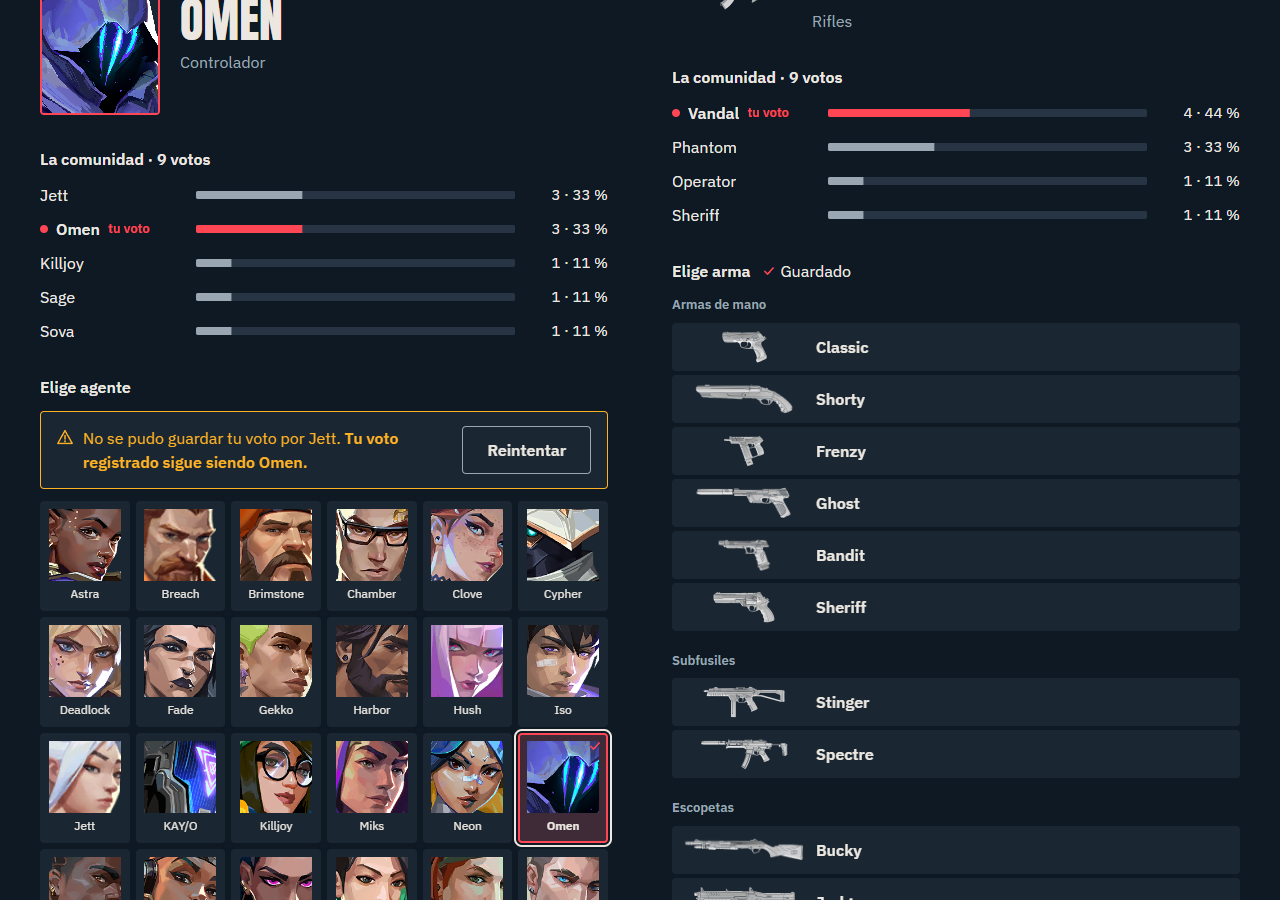 OMEN
Controlador
La comunidad · 9 votos
Jett 3 · 33 %
Omen tu voto 3 · 33 %
Killjoy 1 · 11 %
Sage 1 · 11 %
Sova 1 · 11 %
Elige agente
No se pudo guardar tu voto por Jett. Tu voto
registrado sigue siendo Omen.
Reintentar
Astra Breach Brimstone Chamber Clove Cypher
Deadlock Fade Gekko Harbor Hush Iso
Jett KAY/O Killjoy Miks Neon Omen
Rifles
La comunidad · 9 votos
Vandal tu voto 4 · 44 %
Phantom 3 · 33 %
Operator 1 · 11 %
Sheriff 1 · 11 %
Elige arma Guardado
Armas de mano
Classic
Shorty
Frenzy
Ghost
Bandit
Sheriff
Subfusiles
Stinger
Spectre
Escopetas
Bucky